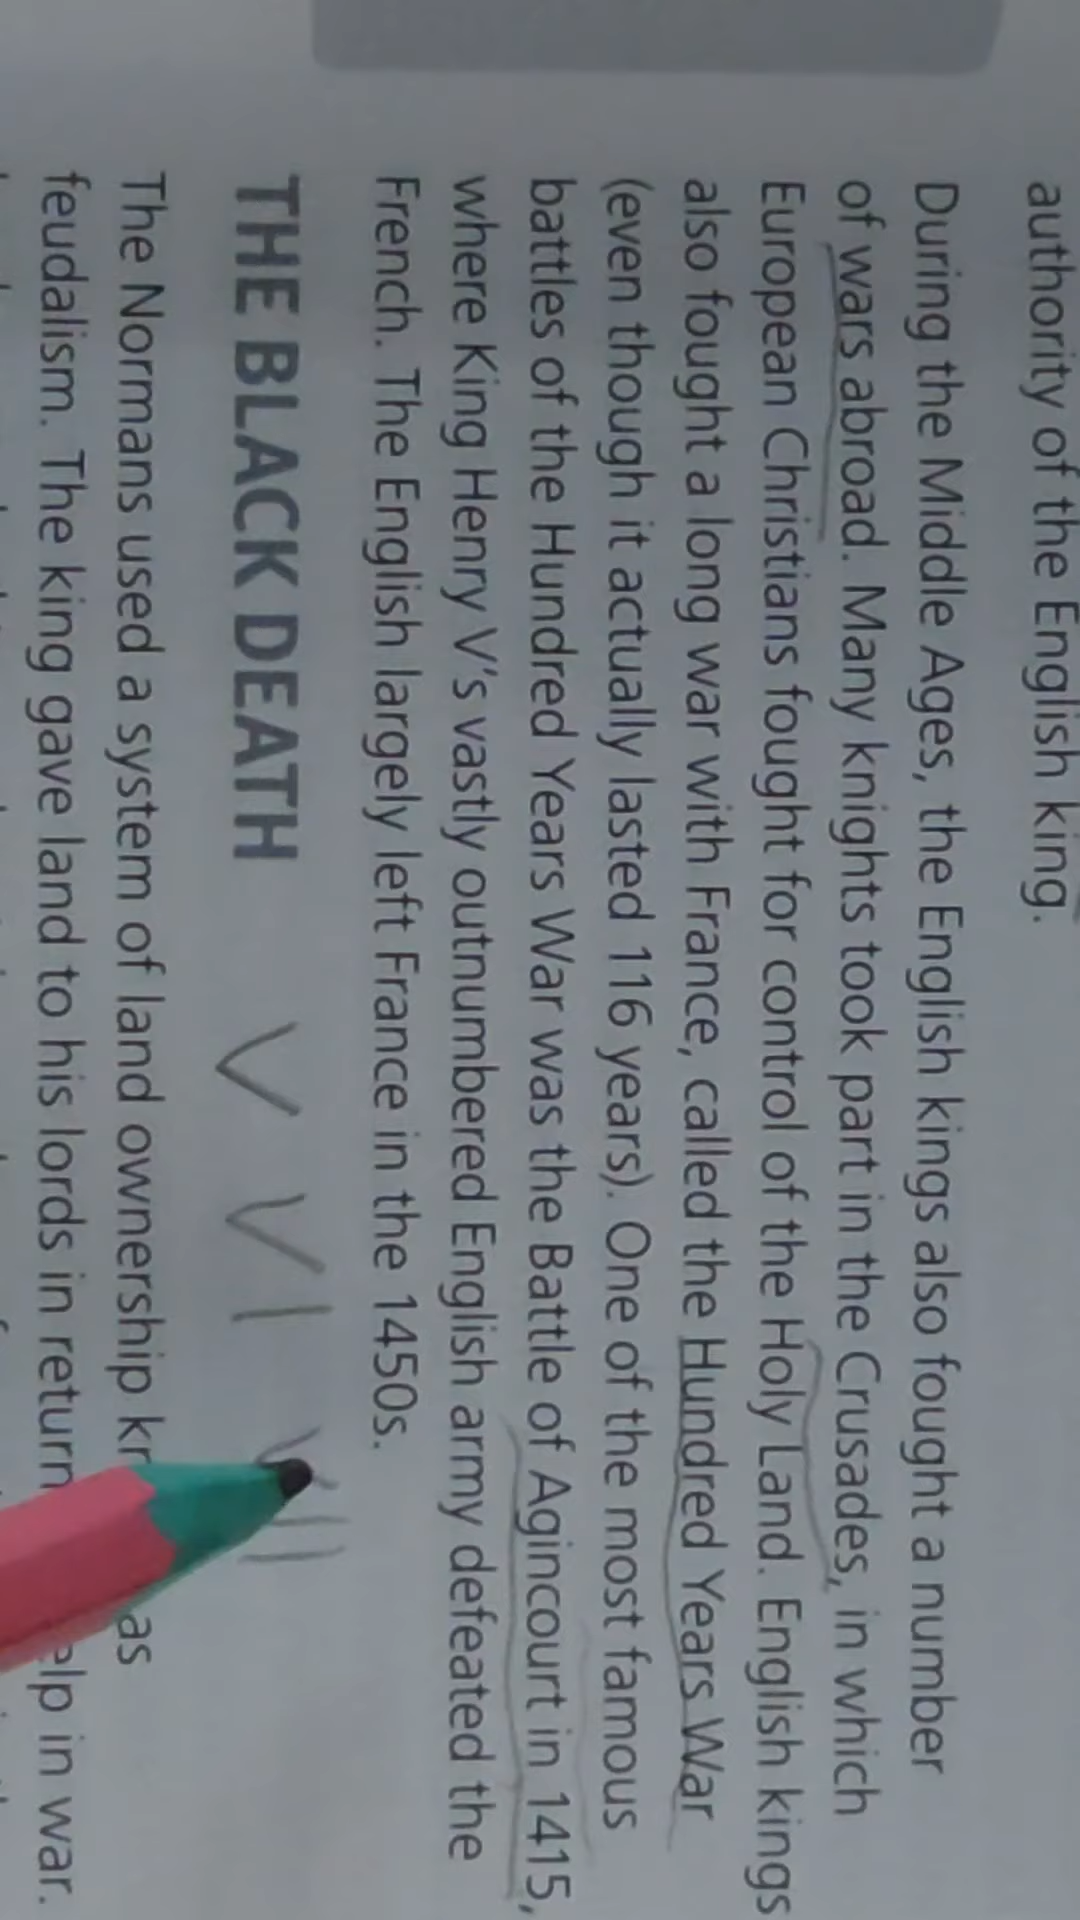 authority of the English king.
During the Middle Ages, the English kings also fought a number
of wars abroad. Many knights took part in the Crusades, in which
European Christians fought for control of the Holy Land. English kings
also fought a long war with France, called the Hundred Years War
(even though it actually lasted 116 years). One of the most famous
battles of the Hundred Years War was the Battle of Agincourt in 1415,
where King Henry V's vastly outnumbered English army defeated the
French. The English largely left France in the 1450s.
THE BLACK DEATH V VI VII
The Normans used a system of land ownership as
feudalism. The king gave land to his lords in return in war.